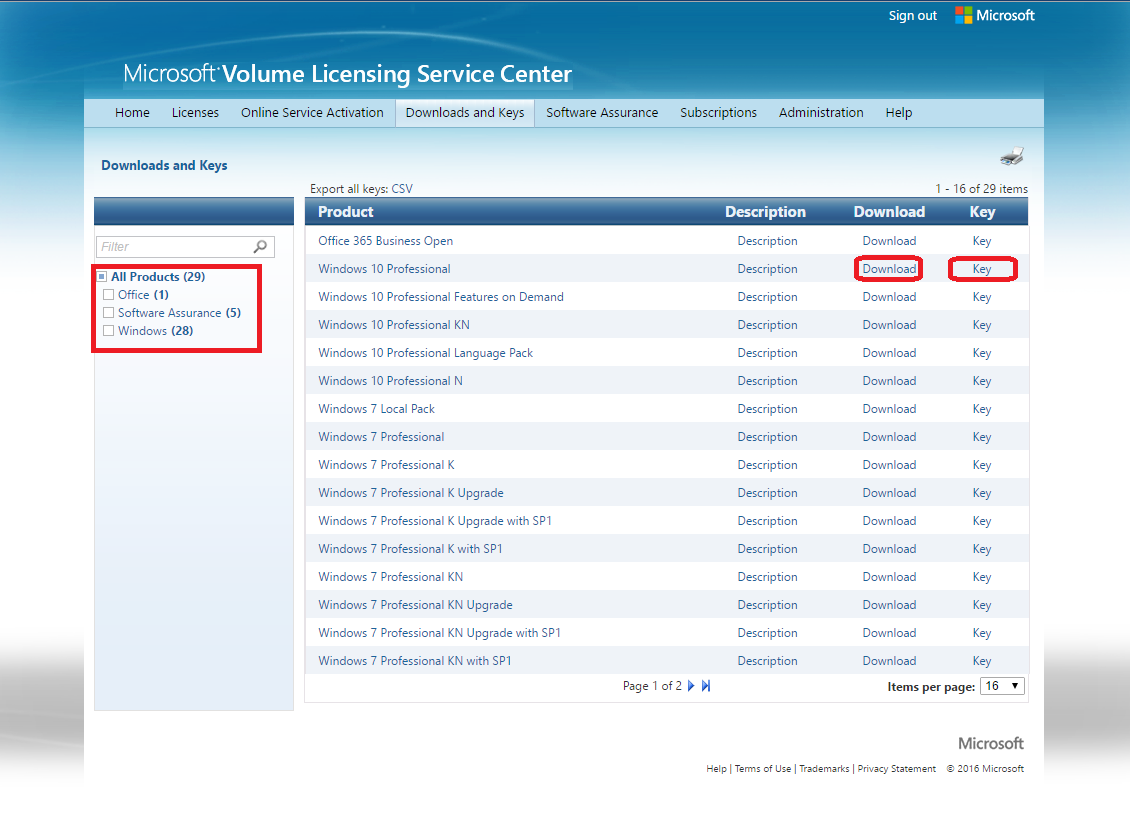 Sign out Microsoft
Microsoft Volume Licensing Service Center
Home Licenses Online Service Activation Downloads and Keys Software Assurance Subscriptions Administration Help
Downloads and Keys
Export all keys: CSV 1 - 16 of 29 items
Product Description Download Key
Filter
All Products (29)
Office (1)
Software Assurance (5)
Windows (28)
Office 365 Business Open Description Download Key
Windows 10 Professional Description Download Key
Windows 10 Professional Features on Demand Description Download Key
Windows 10 Professional KN Description Download Key
Windows 10 Professional Language Pack Description Download Key
Windows 10 Professional N Description Download Key
Windows 7 Local Pack Description Download Key
Windows 7 Professional Description Download Key
Windows 7 Professional K Description Download Key
Windows 7 Professional K Upgrade Description Download Key
Windows 7 Professional K Upgrade with SP1 Description Download Key
Windows 7 Professional K with SP1 Description Download Key
Windows 7 Professional KN Description Download Key
Windows 7 Professional KN Upgrade Description Download Key
Windows 7 Professional KN Upgrade with SP1 Description Download Key
Windows 7 Professional KN with SP1 Description Download Key
Page 1 of 2 Items per page: 16
Microsoft
Help | Terms of Use | Trademarks | Privacy Statement © 2016 Microsoft